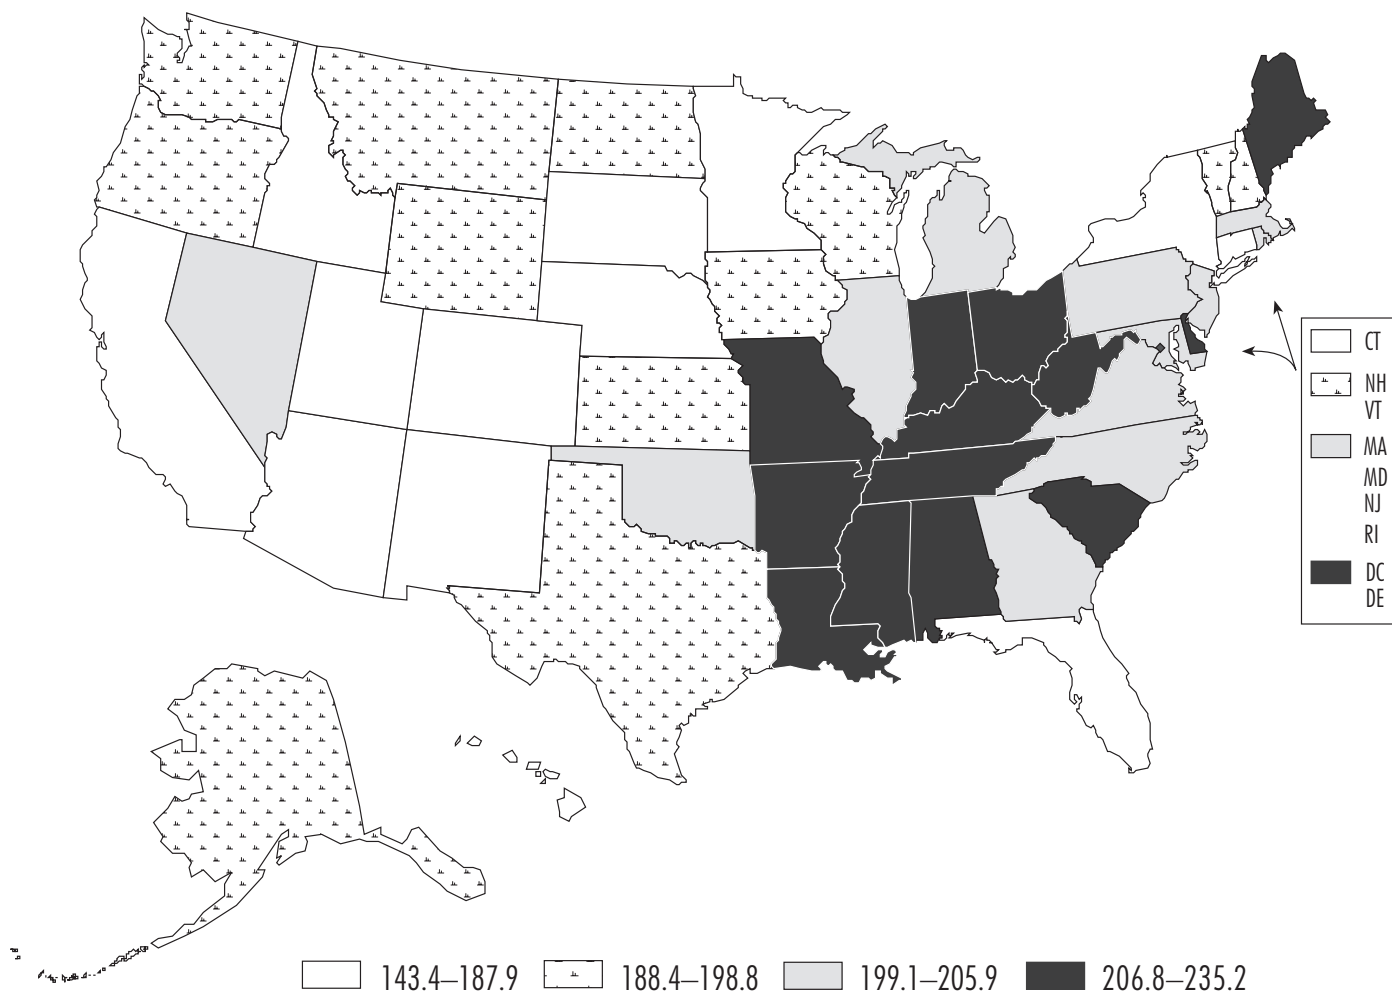 CT
NH
VT
MA
MD
NJ
RI
DC
DE
143.4–187.9 188.4–198.8 199.1–205.9 206.8–235.2